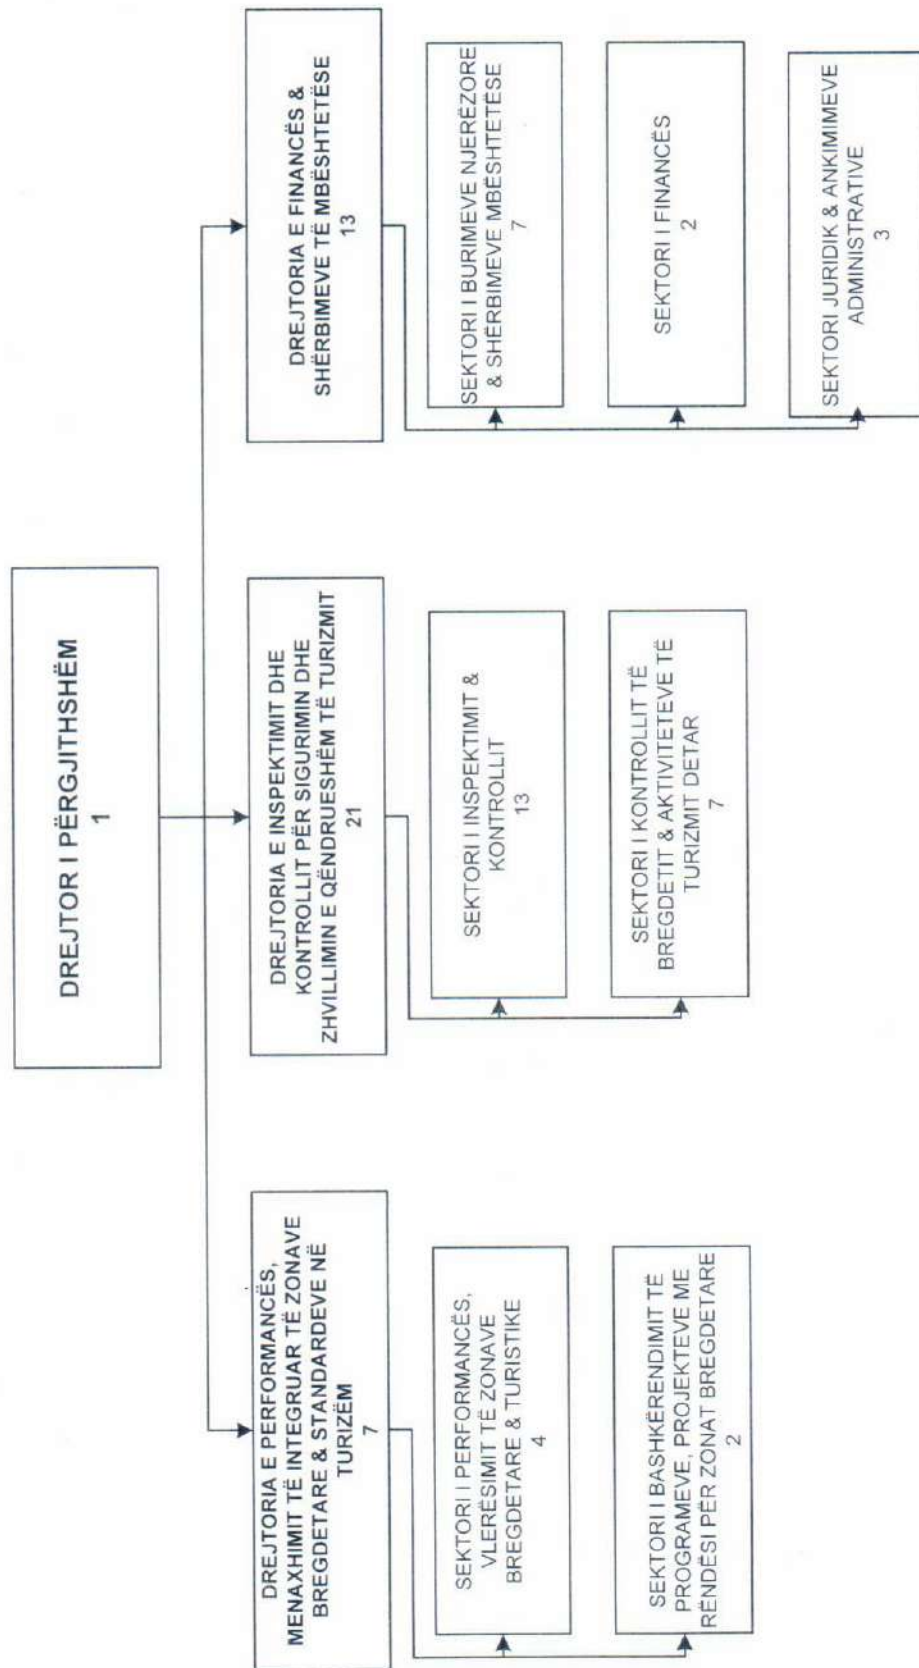 DREJTOR I PËRGJITHSHËM
1
DREJTORIA E PERFORMANCËS,
MENAXHIMIT TË INTEGRUAR TË ZONAVE
BREGDETARE & STANDARDEVE NË
TURIZËM
7
SEKTORI I PERFORMANCËS,
VLERËSIMIT TË ZONAVE
BREGDETARE & TURISTIKE
4
SEKTORI I BASHKËRENDIMIT TË
PROGRAMEVE, PROJEKTEVE ME
RËNDËSI PËR ZONAT BREGDETARE
2
DREJTORIA E INSPEKTIMIT DHE
KONTROLLIT PËR SIGURIMIN DHE
ZHVILLIMIN E QËNDRUESHËM TË TURIZMIT
21
SEKTORI I INSPEKTIMIT &
KONTROLLIT
13
SEKTORI I KONTROLLIT TË
BREGDETIT & AKTIVITETEVE TË
TURIZMIT DETAR
7
DREJTORIA E FINANCËS &
SHËRBIMEVE TË MBËSHTETËSE
13
SEKTORI I BURIMEVE NJERËZORE
& SHËRBIMEVE MBËSHTETËSE
7
SEKTORI I FINANCËS
2
SEKTORI JURIDIK & ANKIMIMEVE
ADMINISTRATIVE
3